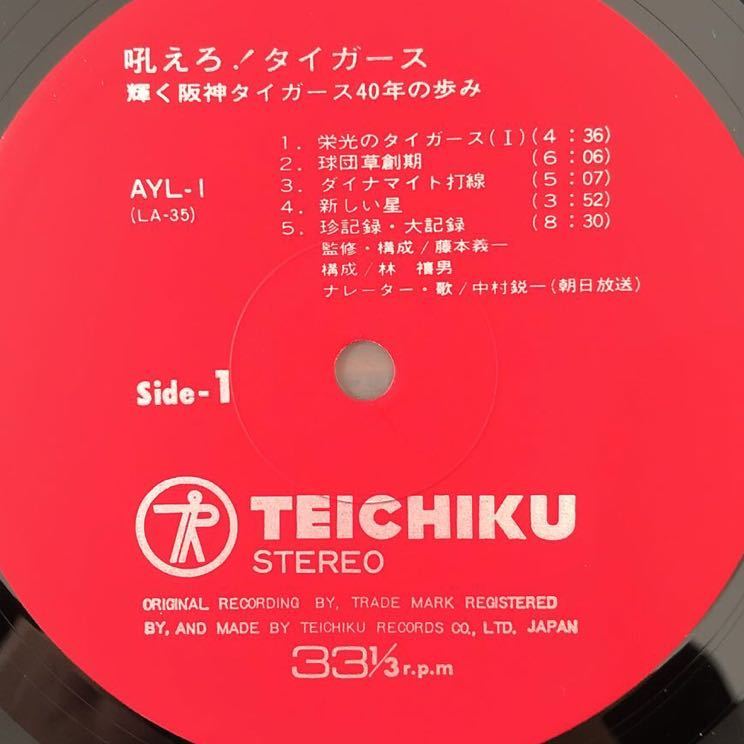 吼えろ!タイガース
輝く阪神タイガース40年の歩み
1. 栄光のタイガース(I)(4:36)
2. 球団草創期 (6:06)
3. ダイナマイト打線 (5:07)
4. 新しい星 (3:52)
5. 珍記録・大記録 (8:30)
監修・構成/藤本義一
構成/林 禧男
ナレーター・歌/中村鋭一(朝日放送)
AYL-1
(LA-35)
Side-1
TEICHIKU
STEREO
ORIGINAL RECORDING BY, TRADE MARK REGISTERED
BY, AND MADE BY TEICHIKU RECORDS CO., LTD. JAPAN
33 1/3 r.p.m